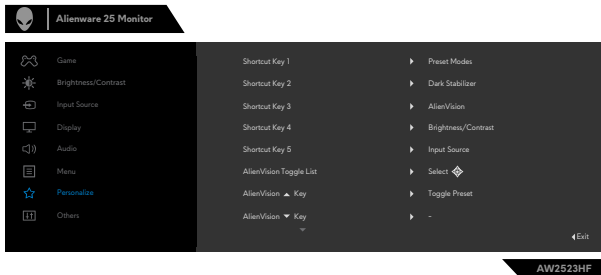 Alienware 25 Monitor
Game
Shortcut Key 1 Preset Modes
Brightness/Contrast
Shortcut Key 2 Dark Stabilizer
Input Source
Shortcut Key 3 AlienVision
Display
Shortcut Key 4 Brightness/Contrast
Audio
Shortcut Key 5 Input Source
Menu
AlienVision Toggle List Select
Personalize
AlienVision ▲ Key Toggle Preset
Others
AlienVision ▼ Key -
Exit
AW2523HF